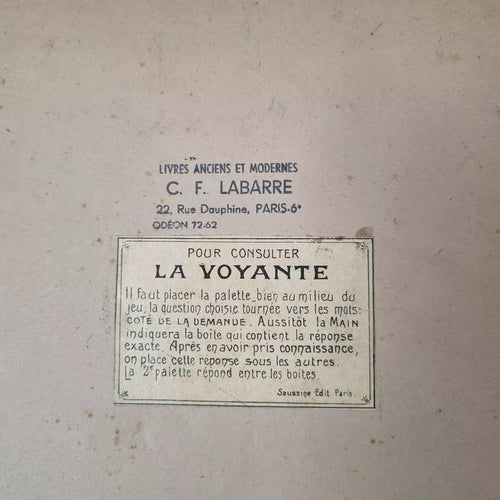 LIVRES ANCIENS ET MODERNES
C. F. LABARRE
22, Rue Dauphine, PARIS-6e
ODÉON 72-62
POUR CONSULTER
LA VOYANTE
Il faut placer la palette bien au milieu du
jeu, la question choisie tournée vers les mots:
COTÉ DE LA DEMANDE. Aussitôt la MAIN
indiquera la boîte qui contient la réponse
exacte. Après en avoir pris connaissance,
on place cette réponse sous les autres.
La 2e palette répond entre les boîtes.
Saussine Edit. Paris.